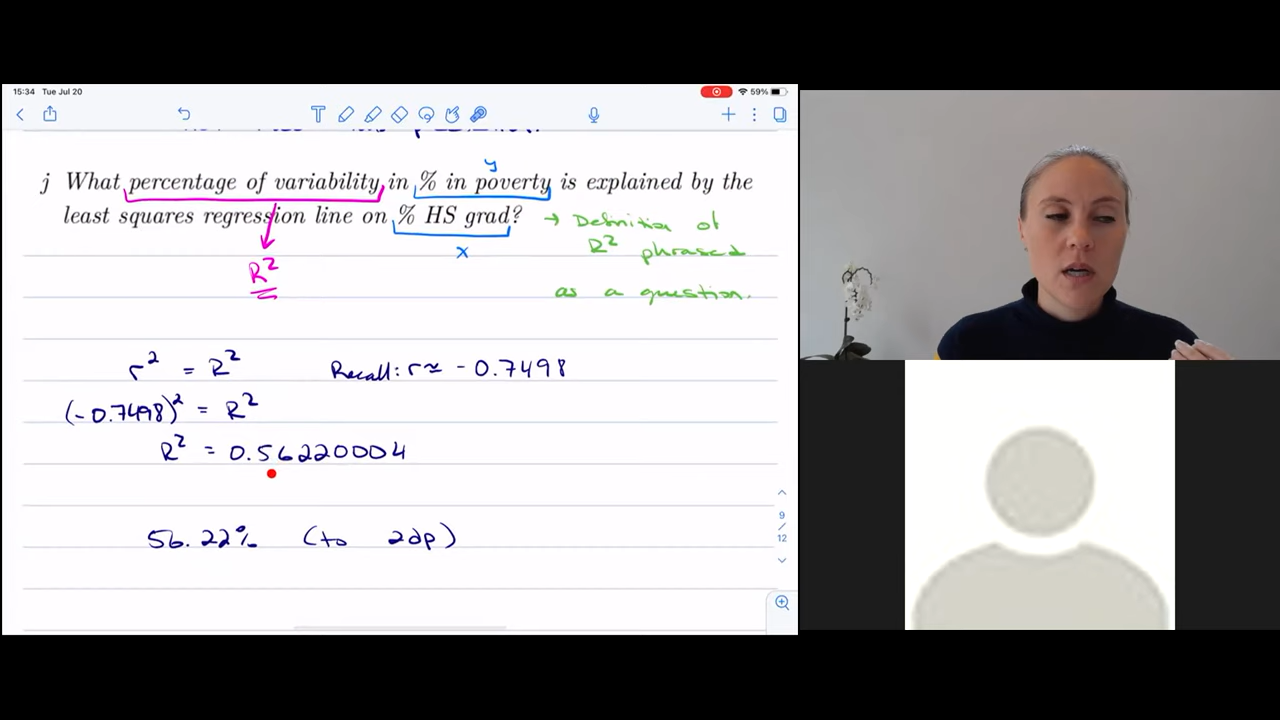 15:34 Tue Jul 20
59%
j What percentage of variability in % in poverty is explained by the
least squares regression line on % HS grad?
y
x
→ Definition of
R² phrased
as a question.
R²
r² = R²
Recall: r ≈ -0.7498
(-0.7498)² = R²
R² = 0.56220004
56.22% (to 2dp)
9
/
12